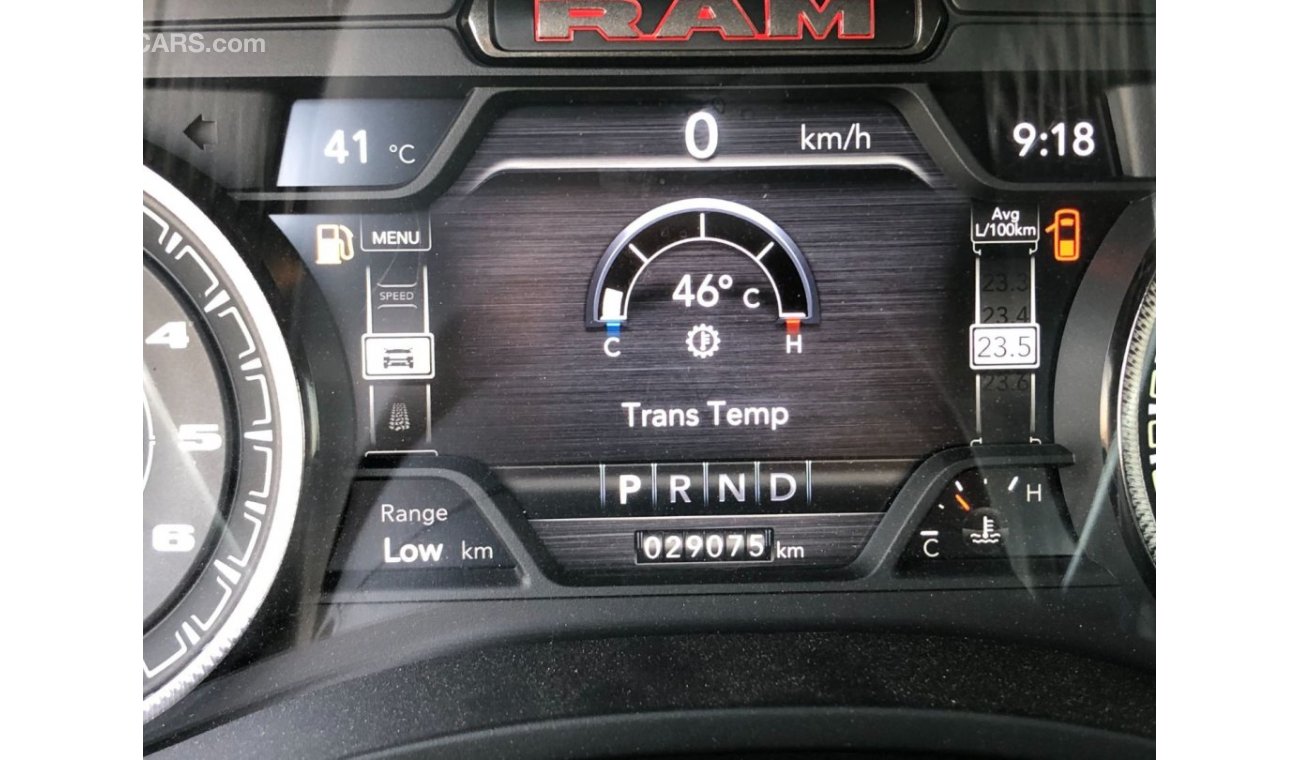 CARS.com
RAM
41 °C
0 km/h
9:18
MENU
Avg
L/100km
SPEED
23.3
23.4
23.5
23.6
46° C
C H
Trans Temp
4
5
6
P R N D
Range
Low km
029075 km
C H